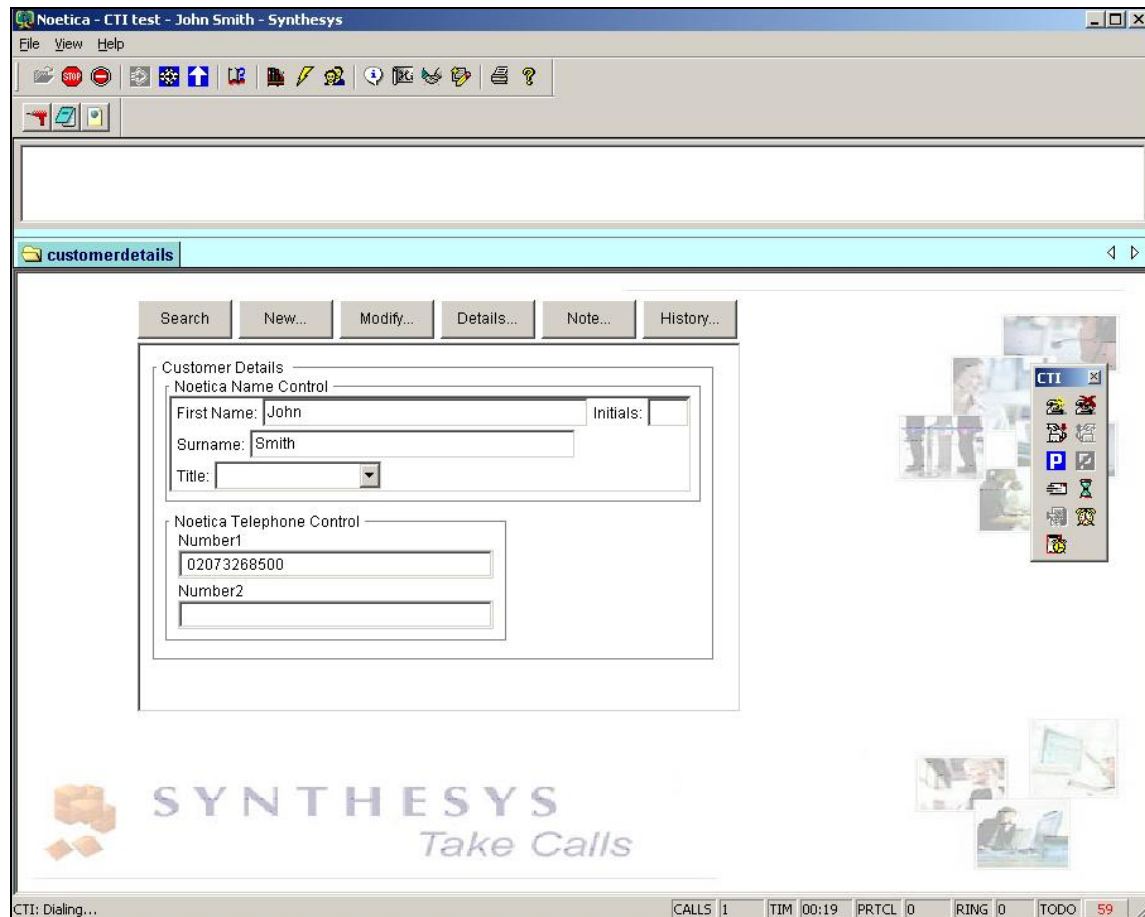 Noetica - CTI test - John Smith - Synthesys
File View Help
STOP
customerdetails
Search New... Modify... Details... Note... History...
Customer Details
Noetica Name Control
First Name: John Initials:
Surname: Smith
Title:
Noetica Telephone Control
Number1
02073268500
Number2
CTI
P
SYNTHESYS
Take Calls
CTI: Dialing... CALLS 1 TIM 00:19 PRTCL 0 RING 0 TODO 59